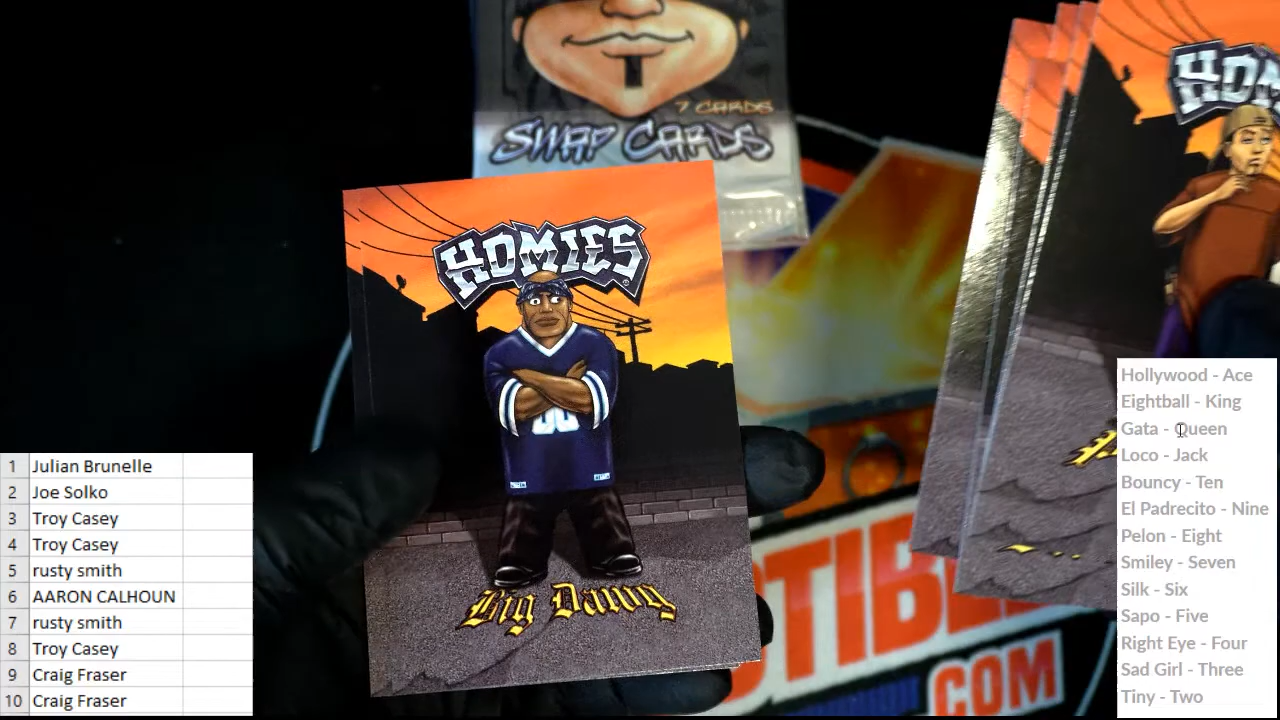 7 CARDS
SWAP CARDS
HOMIES
Big Dawg
HOM
TIBLE
.COM
1 Julian Brunelle
2 Joe Solko
3 Troy Casey
4 Troy Casey
5 rusty smith
6 AARON CALHOUN
7 rusty smith
8 Troy Casey
9 Craig Fraser
10 Craig Fraser
Hollywood - Ace
Eightball - King
Gata - Queen
Loco - Jack
Bouncy - Ten
El Padrecito - Nine
Pelon - Eight
Smiley - Seven
Silk - Six
Sapo - Five
Right Eye - Four
Sad Girl - Three
Tiny - Two